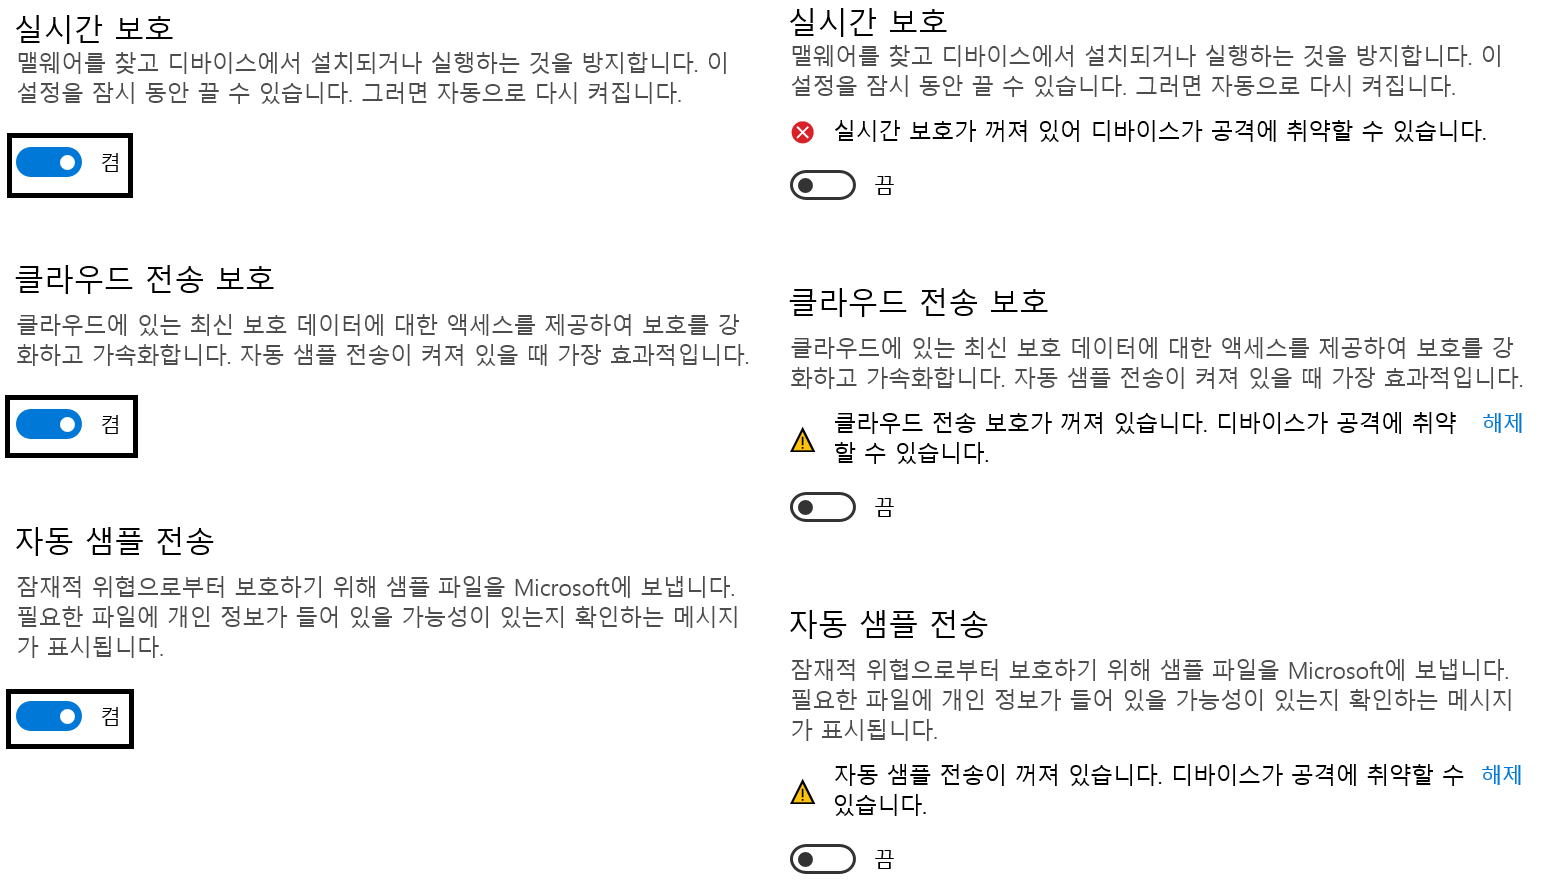 실시간 보호
맬웨어를 찾고 디바이스에서 설치되거나 실행하는 것을 방지합니다. 이
설정을 잠시 동안 끌 수 있습니다. 그러면 자동으로 다시 켜집니다.
켬
클라우드 전송 보호
클라우드에 있는 최신 보호 데이터에 대한 액세스를 제공하여 보호를 강
화하고 가속화합니다. 자동 샘플 전송이 켜져 있을 때 가장 효과적입니다.
켬
자동 샘플 전송
잠재적 위협으로부터 보호하기 위해 샘플 파일을 Microsoft에 보냅니다.
필요한 파일에 개인 정보가 들어 있을 가능성이 있는지 확인하는 메시지
가 표시됩니다.
켬
실시간 보호
맬웨어를 찾고 디바이스에서 설치되거나 실행하는 것을 방지합니다. 이
설정을 잠시 동안 끌 수 있습니다. 그러면 자동으로 다시 켜집니다.
실시간 보호가 꺼져 있어 디바이스가 공격에 취약할 수 있습니다.
끔
클라우드 전송 보호
클라우드에 있는 최신 보호 데이터에 대한 액세스를 제공하여 보호를 강
화하고 가속화합니다. 자동 샘플 전송이 켜져 있을 때 가장 효과적입니다.
클라우드 전송 보호가 꺼져 있습니다. 디바이스가 공격에 취약 해제
할 수 있습니다.
끔
자동 샘플 전송
잠재적 위협으로부터 보호하기 위해 샘플 파일을 Microsoft에 보냅니다.
필요한 파일에 개인 정보가 들어 있을 가능성이 있는지 확인하는 메시지
가 표시됩니다.
자동 샘플 전송이 꺼져 있습니다. 디바이스가 공격에 취약할 수 해제
있습니다.
끔